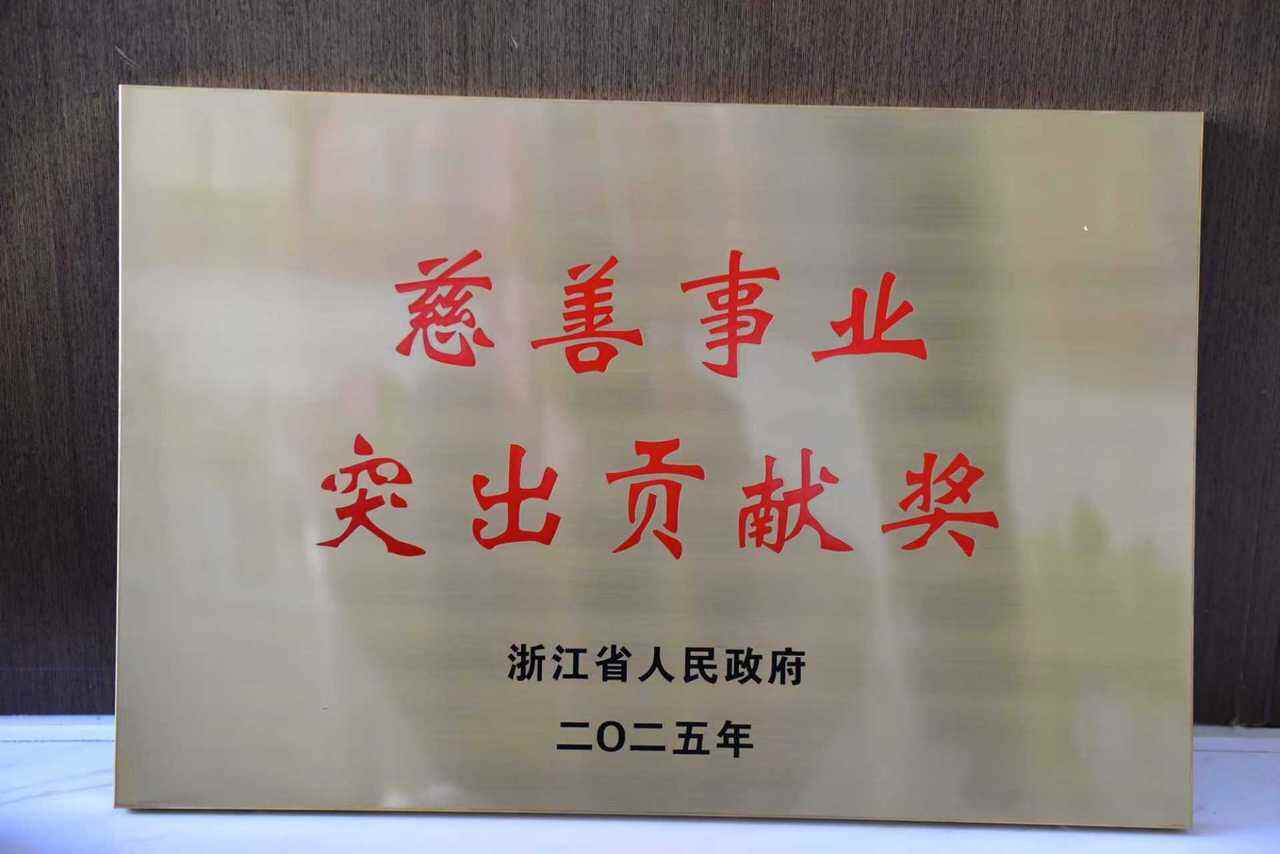 慈善事业
突出贡献奖
浙江省人民政府
二〇二五年